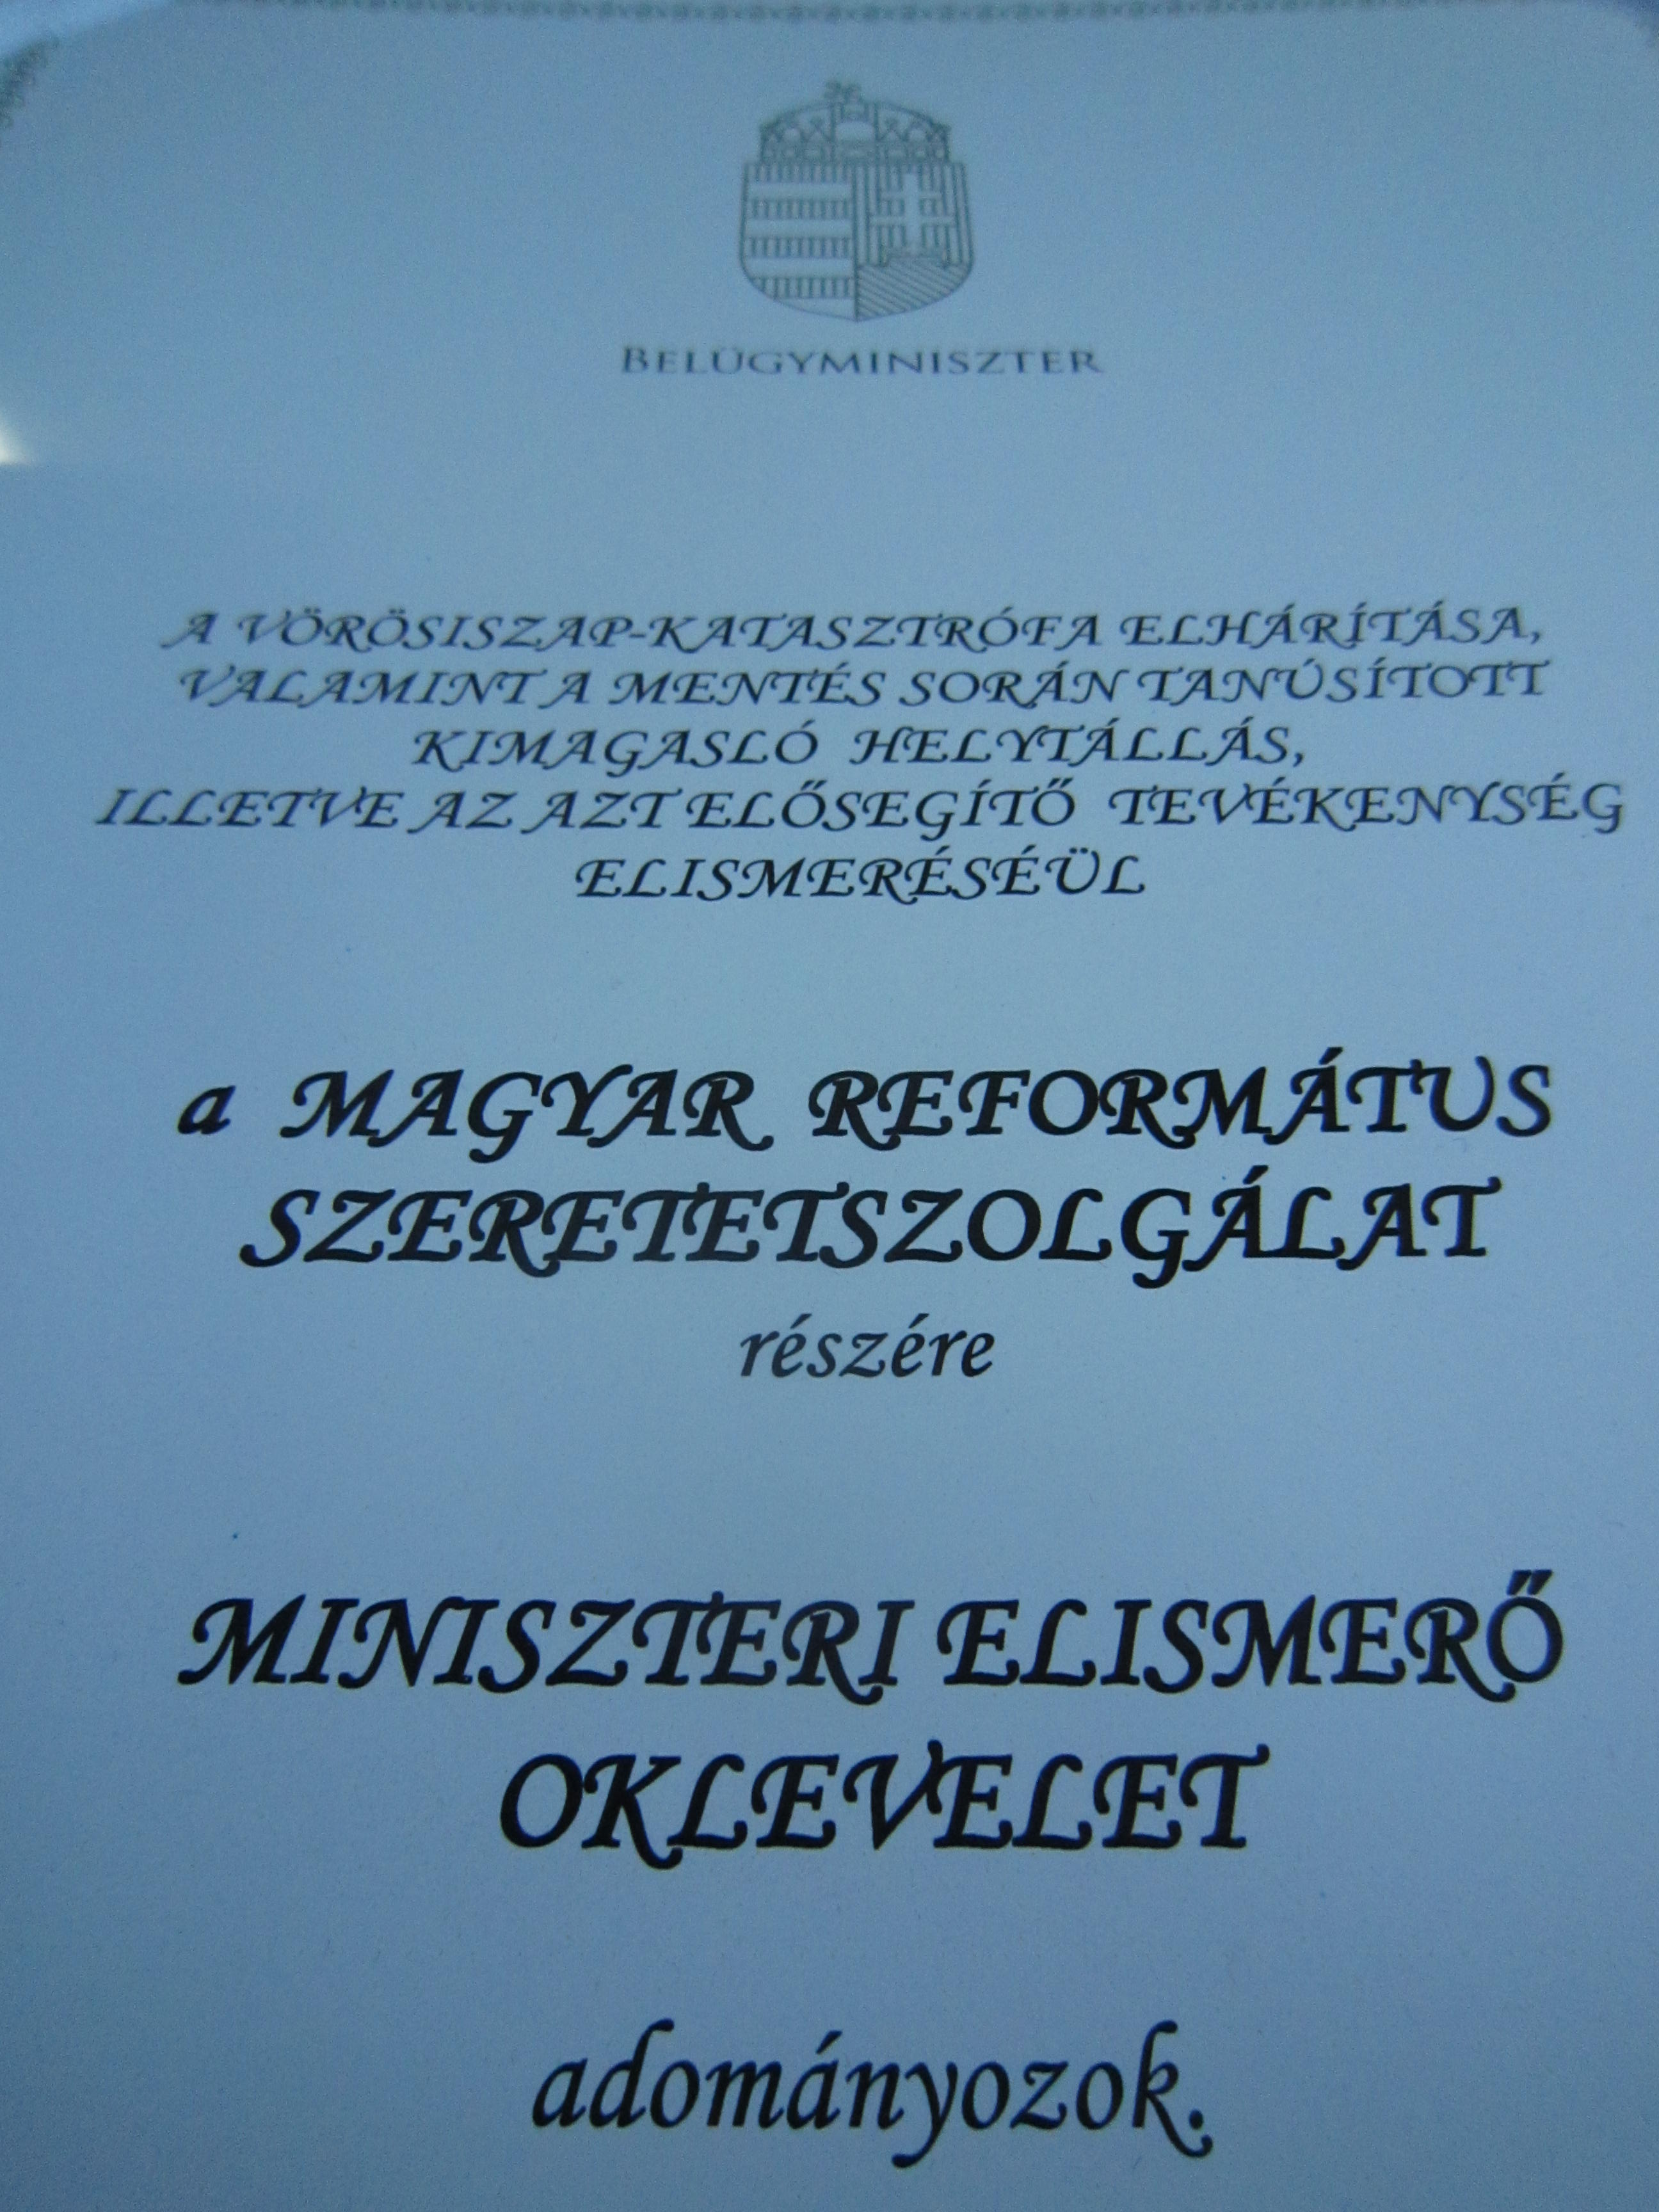 BELÜGYMINISZTER
A VÖRÖSISZAP-KATASZTRÓFA ELHÁRÍTÁSA,
VALAMINT A MENTÉS SORÁN TANÚSÍTOTT
KIMAGASLÓ HELYTÁLLÁS,
ILLETVE AZ AZT ELŐSEGÍTŐ TEVÉKENYSÉG
ELISMERÉSÉÜL
a MAGYAR REFORMÁTUS
SZERETETSZOLGÁLAT
részére
MINISZTERI ELISMERŐ
OKLEVELET
adományozok.